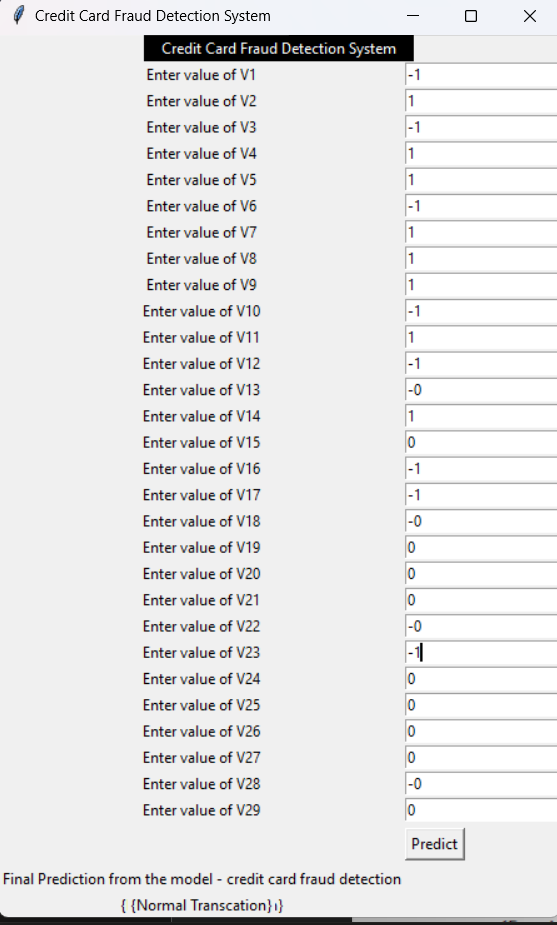 Credit Card Fraud Detection System
Credit Card Fraud Detection System
Enter value of V1 -1
Enter value of V2 1
Enter value of V3 -1
Enter value of V4 1
Enter value of V5 1
Enter value of V6 -1
Enter value of V7 1
Enter value of V8 1
Enter value of V9 1
Enter value of V10 -1
Enter value of V11 1
Enter value of V12 -1
Enter value of V13 -0
Enter value of V14 1
Enter value of V15 0
Enter value of V16 -1
Enter value of V17 -1
Enter value of V18 -0
Enter value of V19 0
Enter value of V20 0
Enter value of V21 0
Enter value of V22 -0
Enter value of V23 -1
Enter value of V24 0
Enter value of V25 0
Enter value of V26 0
Enter value of V27 0
Enter value of V28 -0
Enter value of V29 0
Predict
Final Prediction from the model - credit card fraud detection
{ {Normal Transcation} }